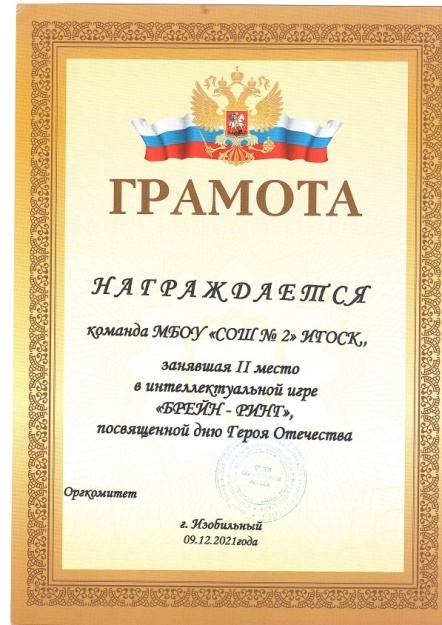 ГРАМОТА
НАГРАЖДАЕТСЯ
команда МБОУ «СОШ № 2» ИГОСК,,
занявшая II место
в интеллектуальной игре
«БРЕЙН - РИНГ»,
посвященной дню Героя Отечества
Оргкомитет
г. Изобильный
09.12.2021года